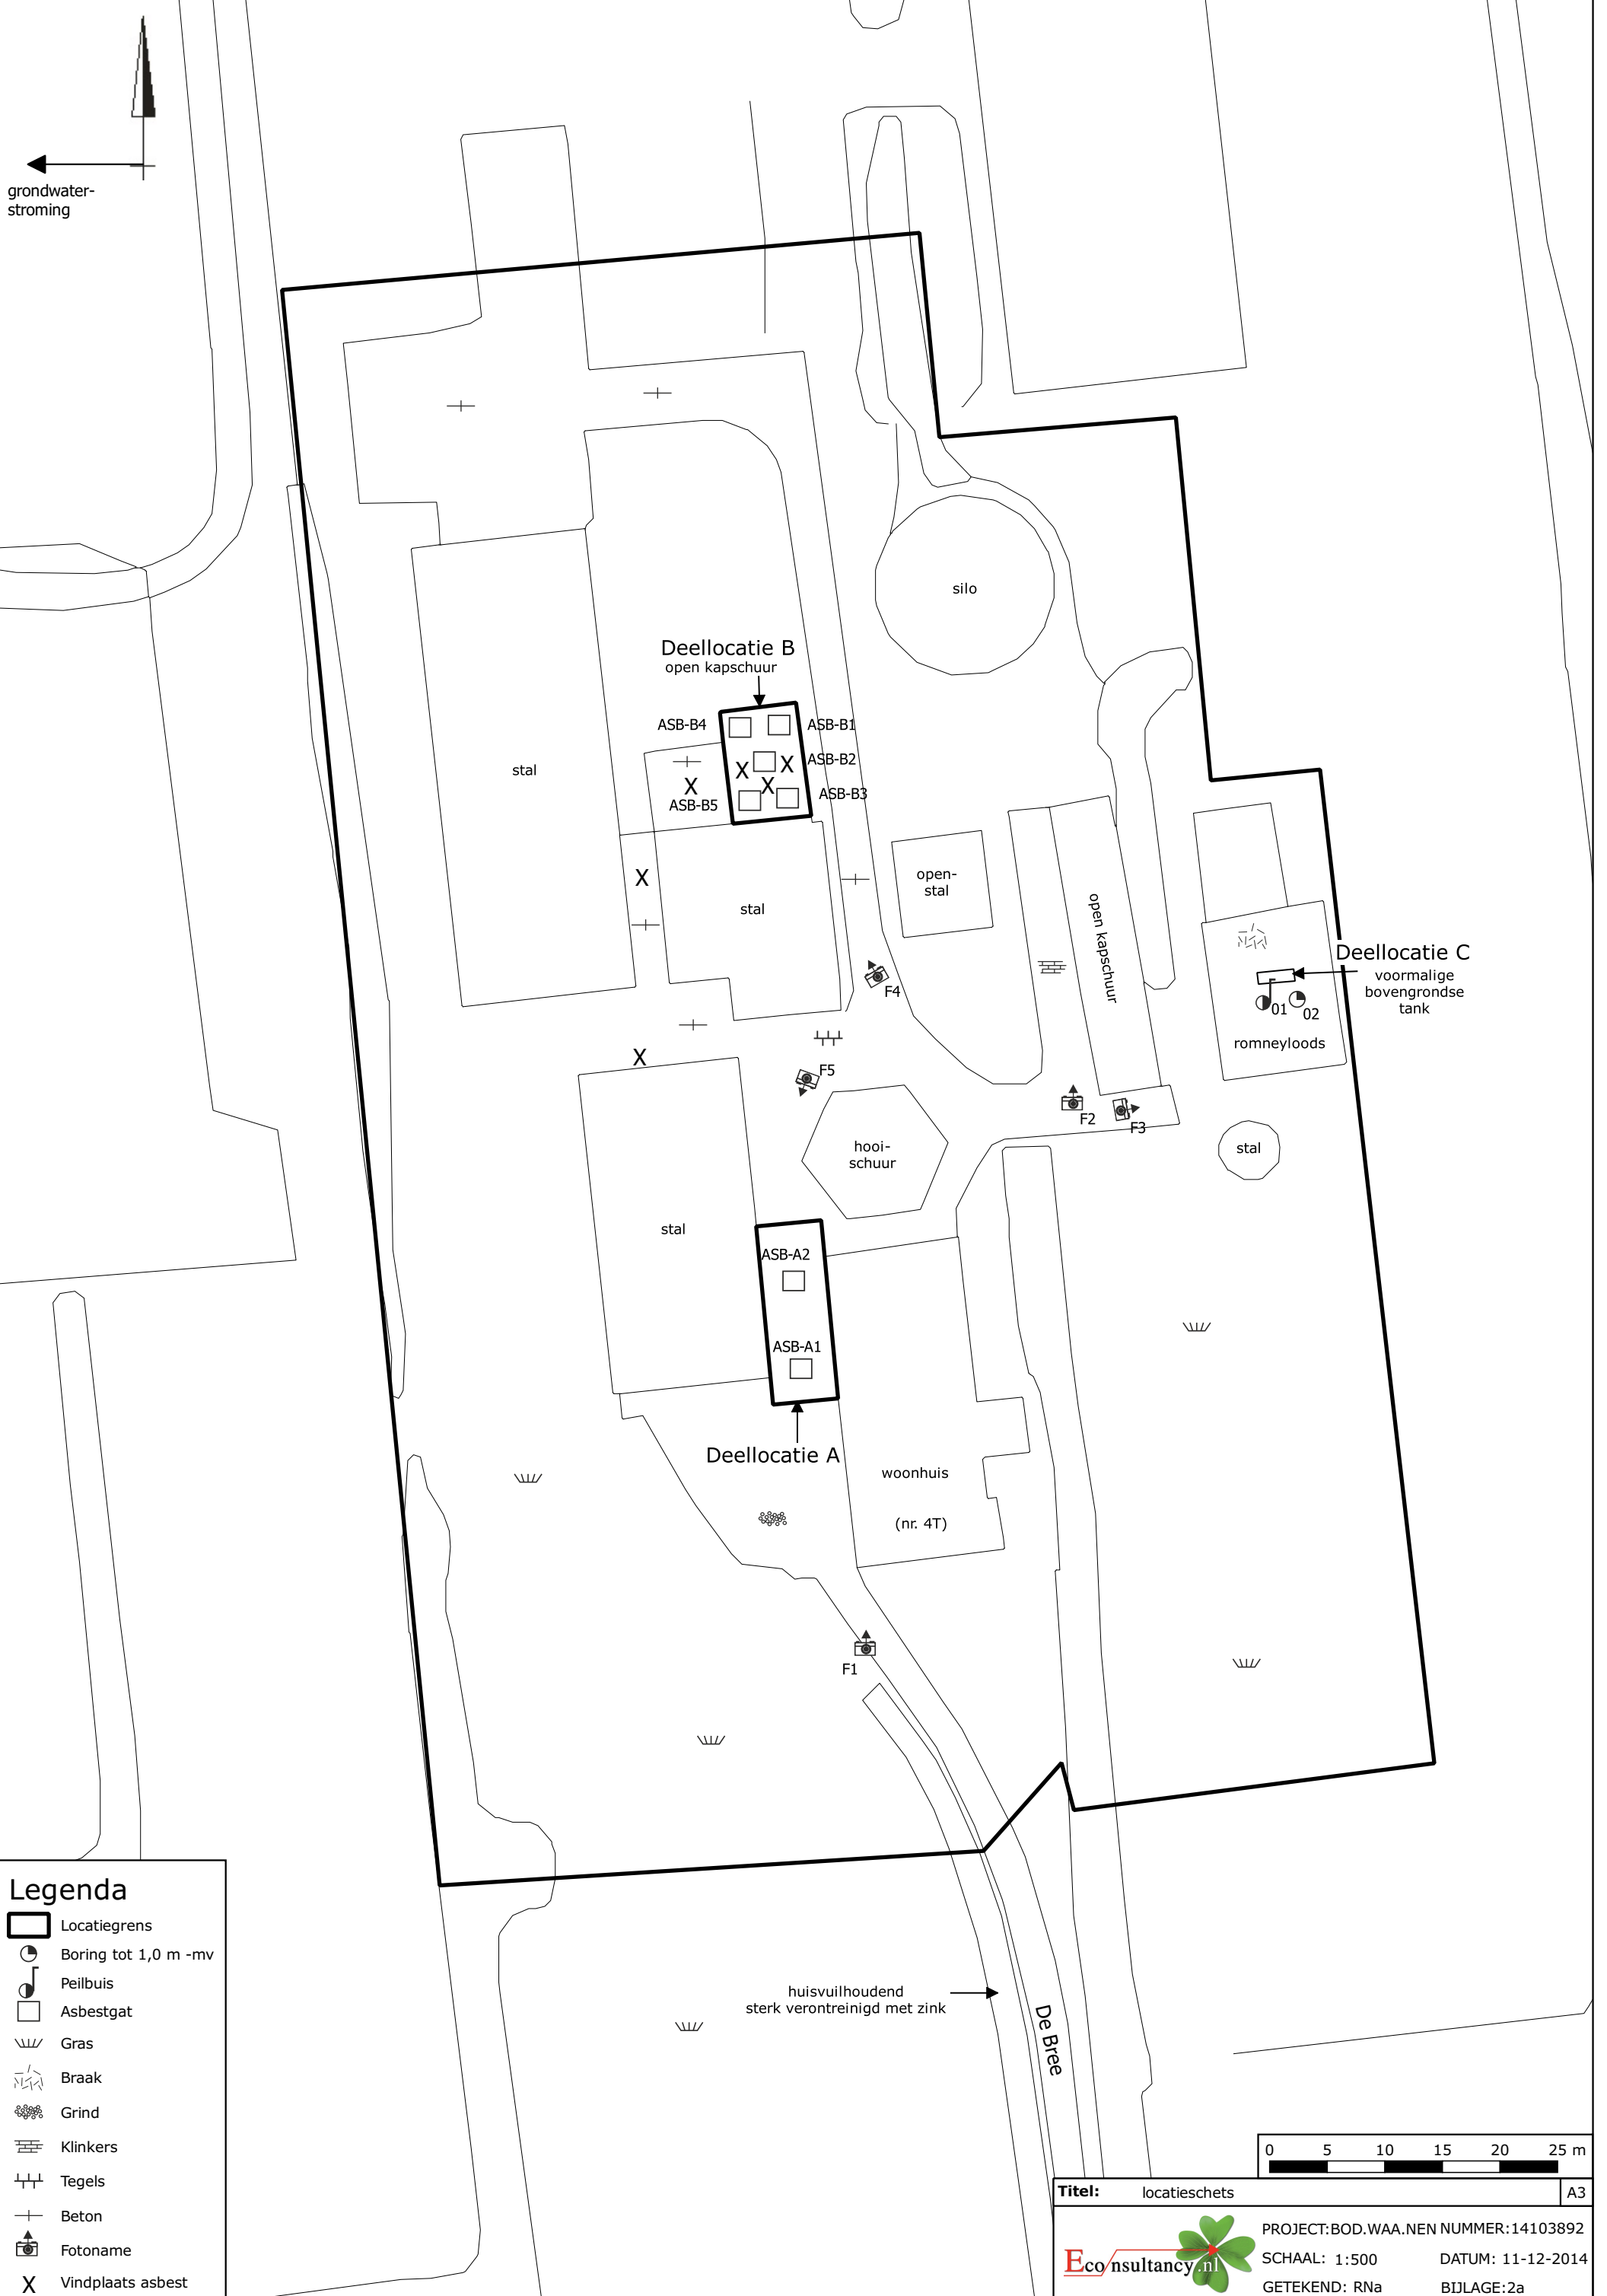 grondwater-
stroming
silo
Deellocatie B
open kapschuur
ASB-B4
ASB-B1
ASB-B2
ASB-B3
X
X
X
X
ASB-B5
stal
X
stal
open-
stal
open kapschuur
Deellocatie C
voormalige
bovengrondse
tank
01
02
romneyloods
F4
X
F5
F2
F3
hooi-
schuur
stal
stal
ASB-A2
ASB-A1
Deellocatie A
woonhuis
(nr. 4T)
F1
huisvuilhoudend
sterk verontreinigd met zink
De Bree
Legenda
Locatiegrens
Boring tot 1,0 m -mv
Peilbuis
Asbestgat
Gras
Braak
Grind
Klinkers
Tegels
Beton
Fotoname
X Vindplaats asbest
0 5 10 15 20 25 m
Titel: locatieschets A3
Econsultancy.nl
PROJECT:BOD.WAA.NEN NUMMER:14103892
SCHAAL: 1:500 DATUM: 11-12-2014
GETEKEND: RNa BIJLAGE:2a